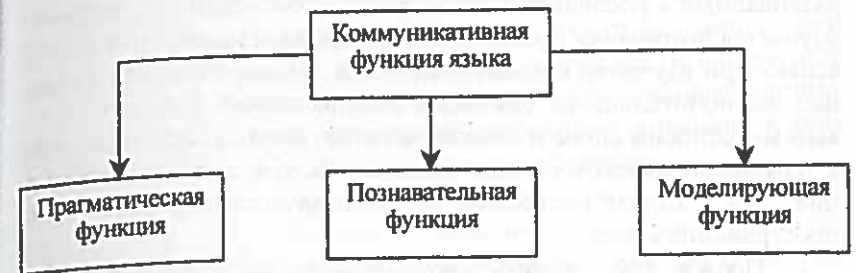 Коммуникативная
функция языка
Прагматическая
функция
Познавательная
функция
Моделирующая
функция